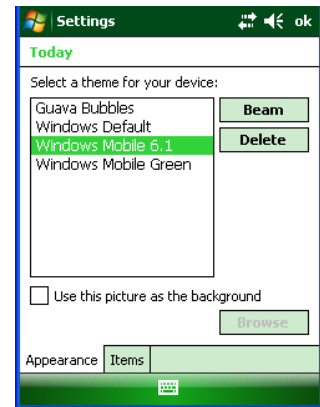 Settings ok
Today
Select a theme for your device:
Guava Bubbles
Windows Default
Windows Mobile 6.1
Windows Mobile Green
Beam
Delete
Use this picture as the background
Browse
Appearance Items